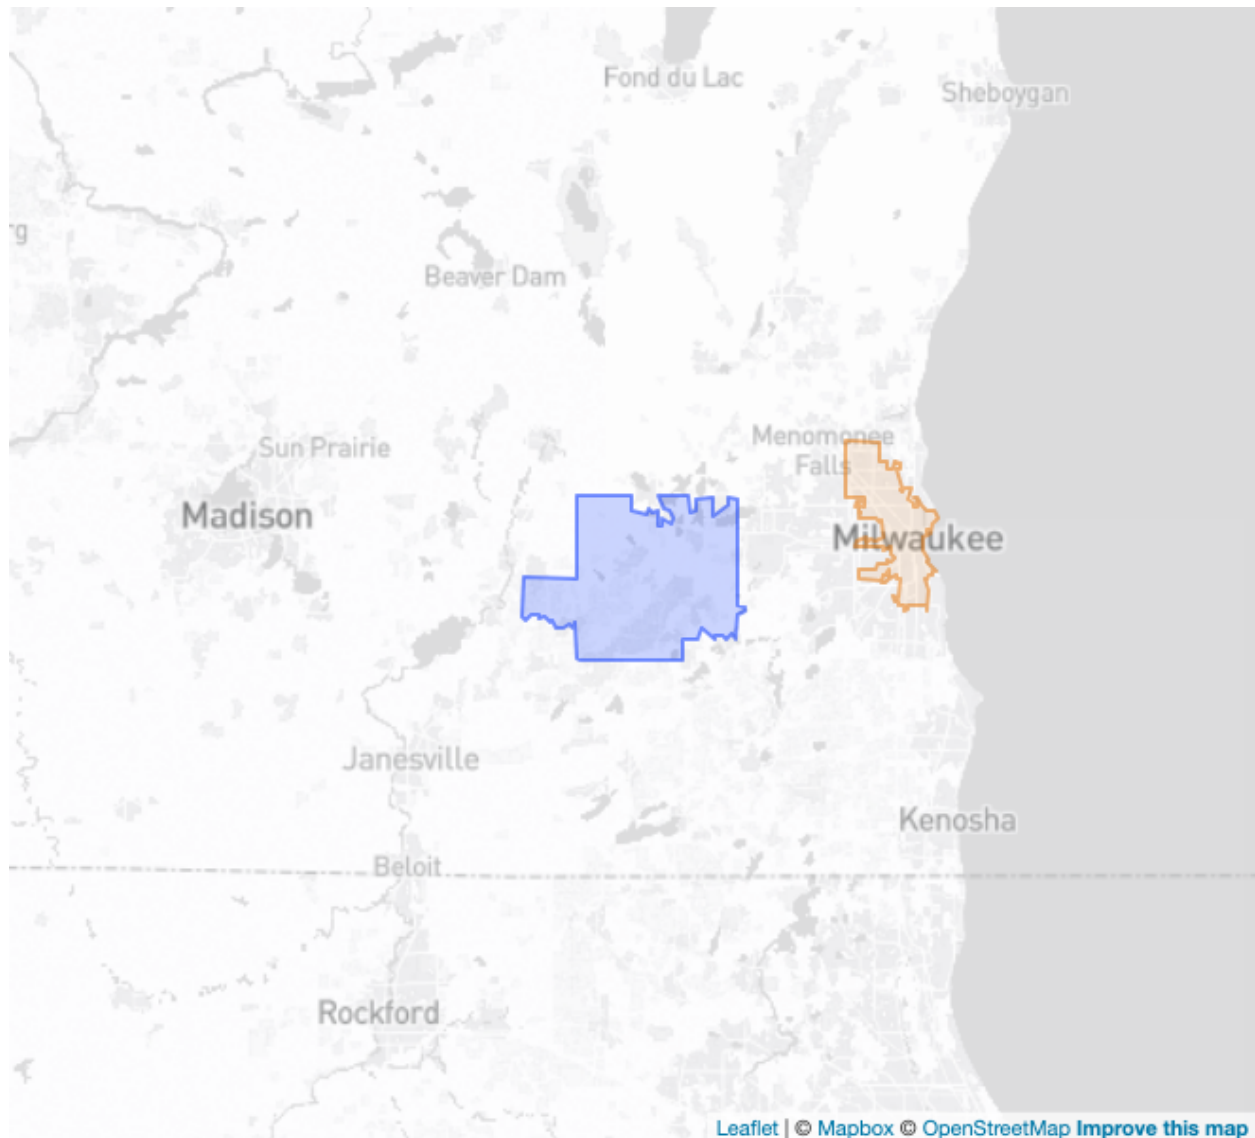 Fond du Lac
Sheboygan
rg
Beaver Dam
Menomonee
Falls
Sun Prairie
Madison
Milwaukee
Janesville
Kenosha
Beloit
Rockford
Leaflet | © Mapbox © OpenStreetMap Improve this map